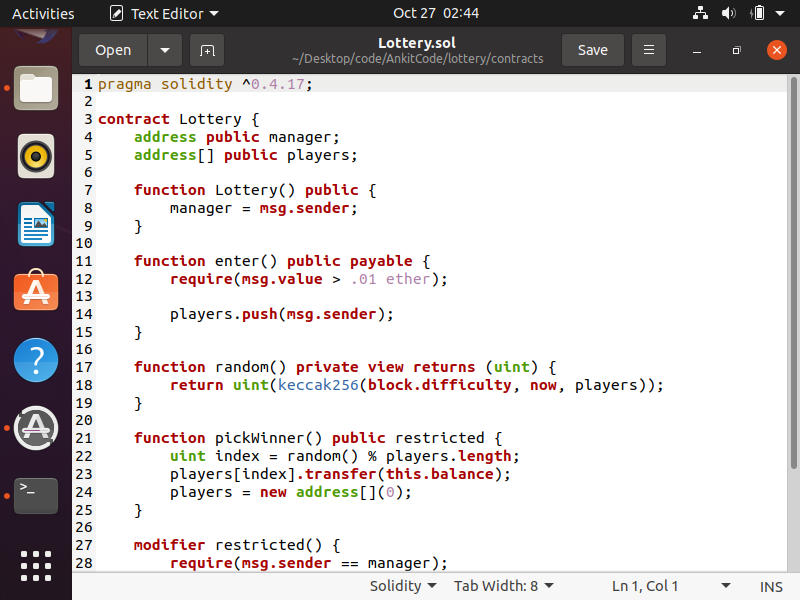 Activities Text Editor Oct 27 02:44
Open Lottery.sol Save
~/Desktop/code/AnkitCode/lottery/contracts
1 pragma solidity ^0.4.17;
2
3 contract Lottery {
4     address public manager;
5     address[] public players;
6
7     function Lottery() public {
8         manager = msg.sender;
9     }
10
11     function enter() public payable {
12         require(msg.value > .01 ether);
13
14         players.push(msg.sender);
15     }
16
17     function random() private view returns (uint) {
18         return uint(keccak256(block.difficulty, now, players));
19     }
20
21     function pickWinner() public restricted {
22         uint index = random() % players.length;
23         players[index].transfer(this.balance);
24         players = new address[](0);
25     }
26
27     modifier restricted() {
28         require(msg.sender == manager);
Solidity Tab Width: 8 Ln 1, Col 1 INS